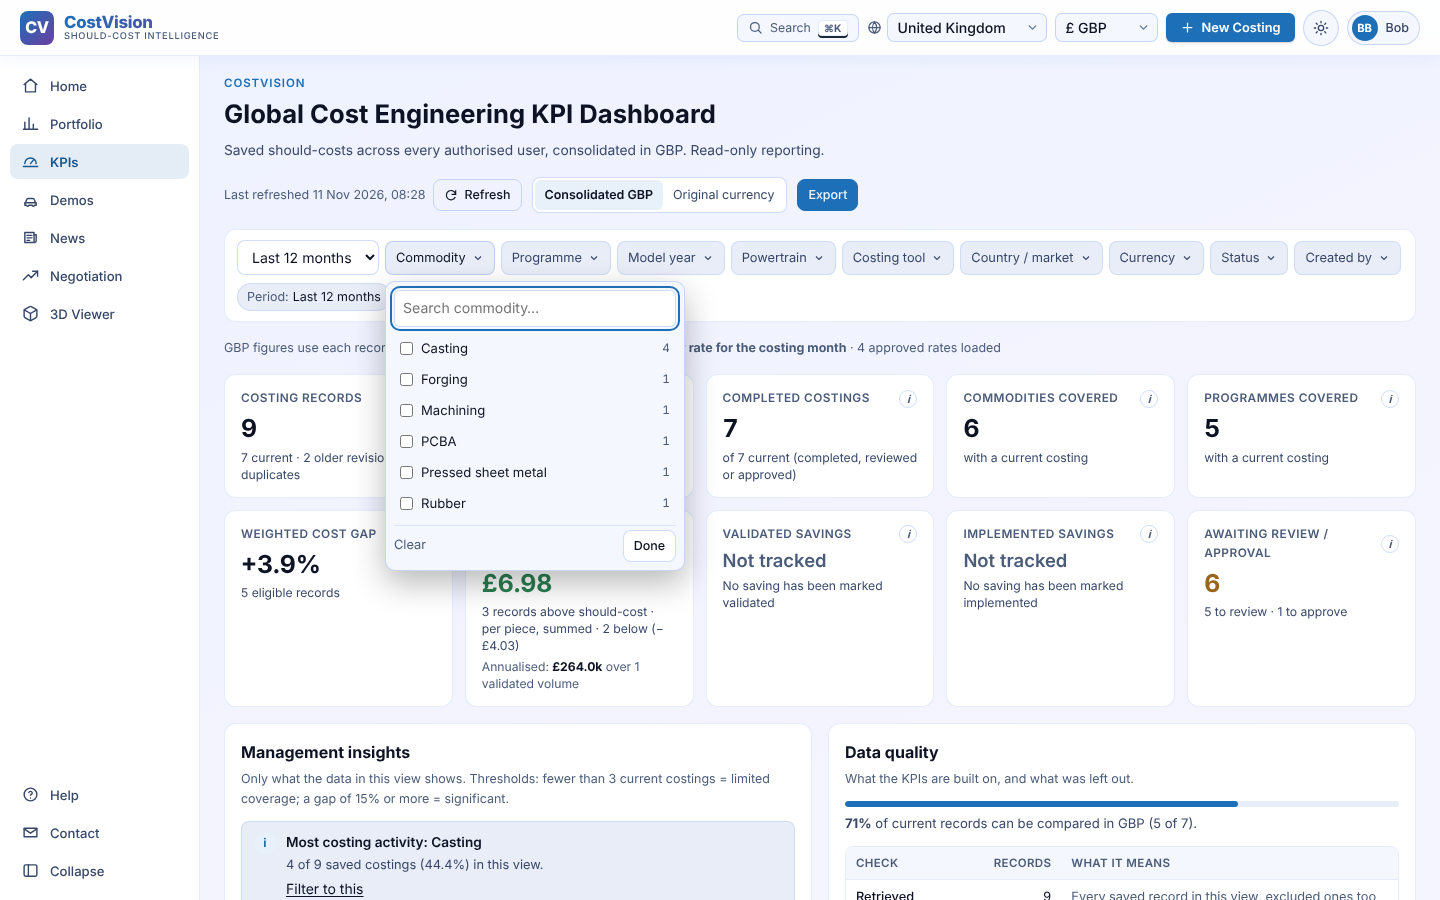 CV
CostVision
SHOULD-COST INTELLIGENCE
Search ⌘K
United Kingdom
£ GBP
+ New Costing
BB Bob
Home
Portfolio
KPIs
Demos
News
Negotiation
3D Viewer
Help
Contact
Collapse
COSTVISION
Global Cost Engineering KPI Dashboard
Saved should-costs across every authorised user, consolidated in GBP. Read-only reporting.
Last refreshed 11 Nov 2026, 08:28
Refresh
Consolidated GBP
Original currency
Export
Last 12 months
Commodity
Programme
Model year
Powertrain
Costing tool
Country / market
Currency
Status
Created by
Period: Last 12 months
Search commodity...
Casting 4
Forging 1
Machining 1
PCBA 1
Pressed sheet metal 1
Rubber 1
Clear
Done
GBP figures use each recor
rate for the costing month · 4 approved rates loaded
COSTING RECORDS
9
7 current · 2 older revisio
duplicates
COMPLETED COSTINGS i
7
of 7 current (completed, reviewed
or approved)
COMMODITIES COVERED i
6
with a current costing
PROGRAMMES COVERED i
5
with a current costing
WEIGHTED COST GAP
+3.9%
5 eligible records
£6.98
3 records above should-cost ·
per piece, summed · 2 below (−
£4.03)
Annualised: £264.0k over 1
validated volume
VALIDATED SAVINGS i
Not tracked
No saving has been marked
validated
IMPLEMENTED SAVINGS i
Not tracked
No saving has been marked
implemented
AWAITING REVIEW /
APPROVAL i
6
5 to review · 1 to approve
Management insights
Only what the data in this view shows. Thresholds: fewer than 3 current costings = limited
coverage; a gap of 15% or more = significant.
i Most costing activity: Casting
4 of 9 saved costings (44.4%) in this view.
Filter to this
Data quality
What the KPIs are built on, and what was left out.
71% of current records can be compared in GBP (5 of 7).
CHECK RECORDS WHAT IT MEANS
Retrieved 9 Every saved record in this view, excluded ones too